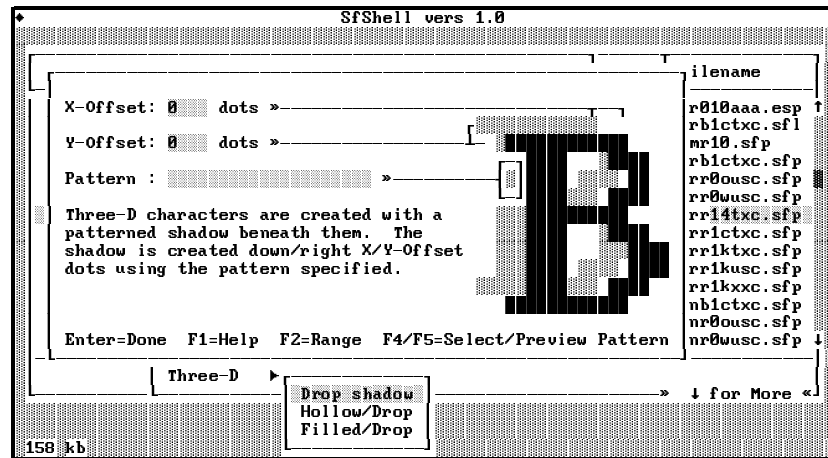 SfShell vers 1.0
ilename
X-Offset: 0 dots »
r010aaa.esp ↑
rb1ctxc.sfl
Y-Offset: 0 dots »
mr10.sfp
rb1ctxc.sfp
Pattern : »
rr0ousc.sfp
rr0wusc.sfp
Three-D characters are created with a
rr14txc.sfp
patterned shadow beneath them. The
rr1ctxc.sfp
shadow is created down/right X/Y-Offset
rr1ktxc.sfp
dots using the pattern specified.
rr1kusc.sfp
rr1kxxc.sfp
nb1ctxc.sfp
nr0ousc.sfp
Enter=Done F1=Help F2=Range F4/F5=Select/Preview Pattern
nr0wusc.sfp ↓
Three-D
Drop shadow
» ↓ for More «
Hollow/Drop
Filled/Drop
158 kb
B